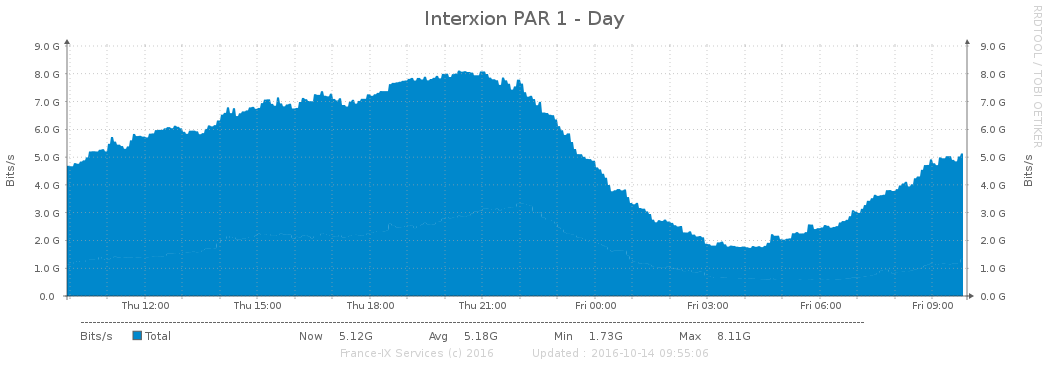 Interxion PAR 1 - Day
RRDTOOL / TOBI OETIKER
Bits/s
Bits/s
9.0 G 9.0 G
8.0 G 8.0 G
7.0 G 7.0 G
6.0 G 6.0 G
5.0 G 5.0 G
4.0 G 4.0 G
3.0 G 3.0 G
2.0 G 2.0 G
1.0 G 1.0 G
0.0 0.0 G
Thu 12:00 Thu 15:00 Thu 18:00 Thu 21:00 Fri 00:00 Fri 03:00 Fri 06:00 Fri 09:00
Bits/s Total Now 5.12G Avg 5.18G Min 1.73G Max 8.11G
France-IX Services (c) 2016 Updated : 2016-10-14 09:55:06